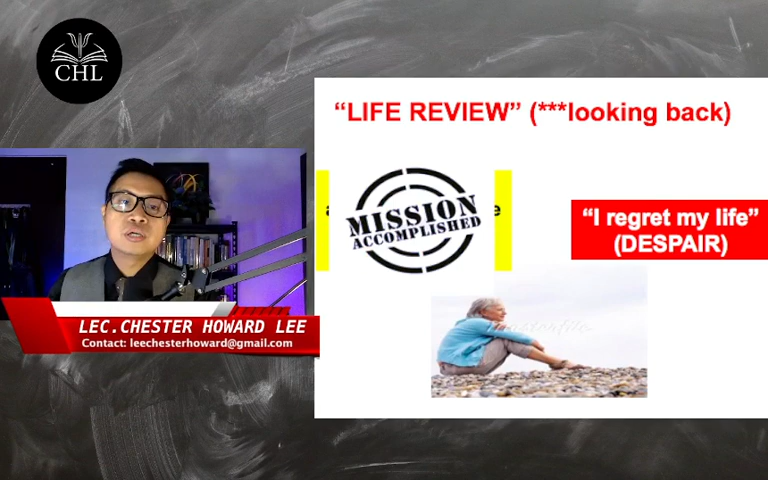 CHL
"LIFE REVIEW" (***looking back)
MISSION
ACCOMPLISHED
"I regret my life"
(DESPAIR)
LEC.CHESTER HOWARD LEE
Contact: leechesterhoward@gmail.com